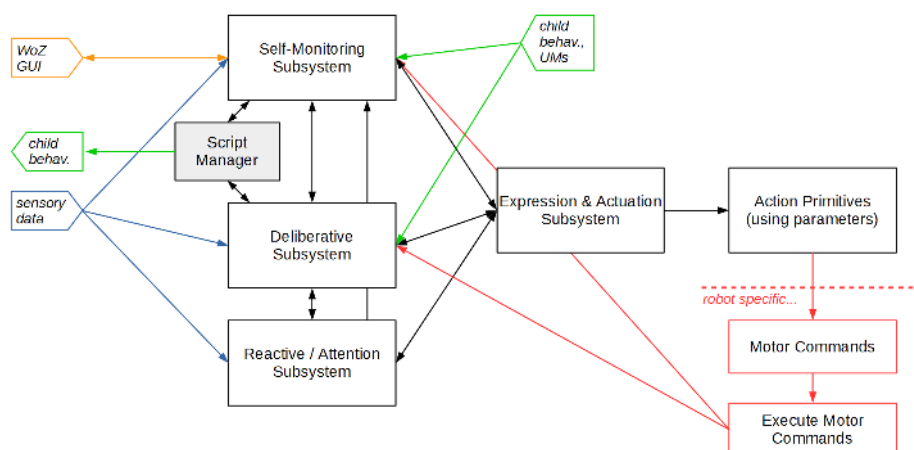 WoZ
GUI
Self-Monitoring
Subsystem
child
behav.,
UMs
child
behav.
Script
Manager
sensory
data
Expression & Actuation
Subsystem
Action Primitives
(using parameters)
Deliberative
Subsystem
robot specific...
Reactive / Attention
Subsystem
Motor Commands
Execute Motor
Commands